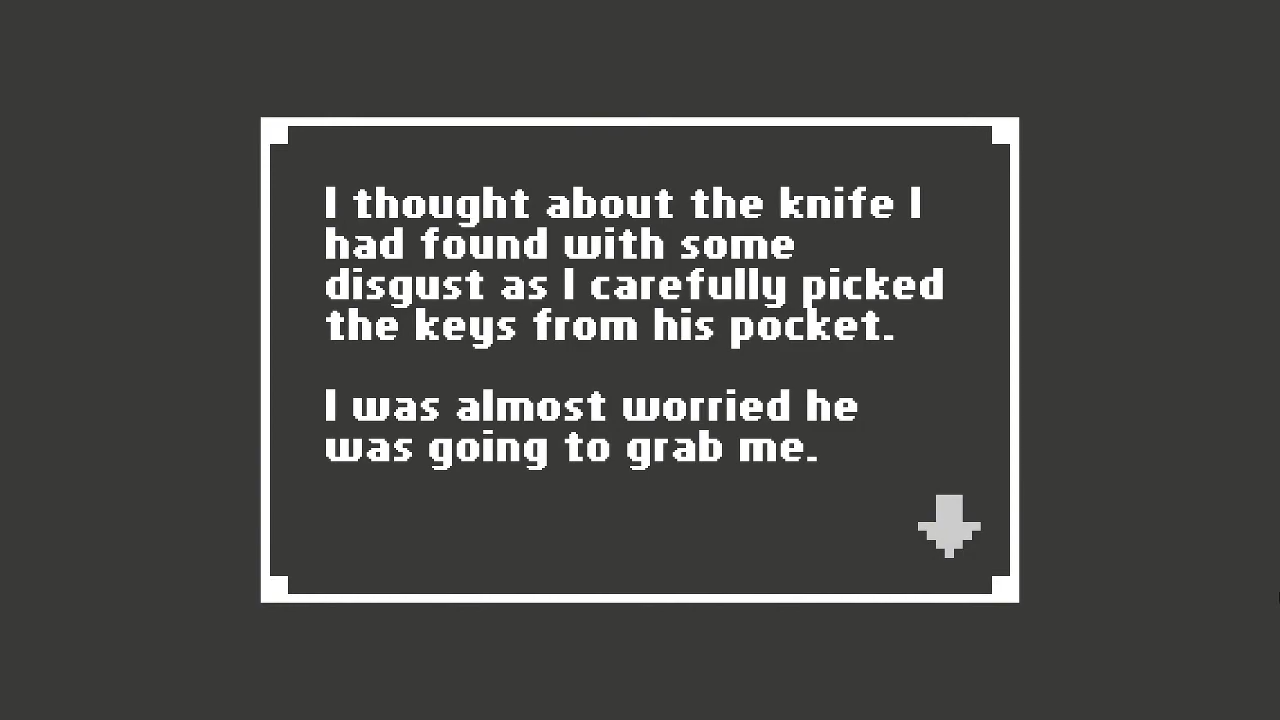 I thought about the knife I
had found with some
disgust as I carefully picked
the keys from his pocket.
I was almost worried he
was going to grab me.